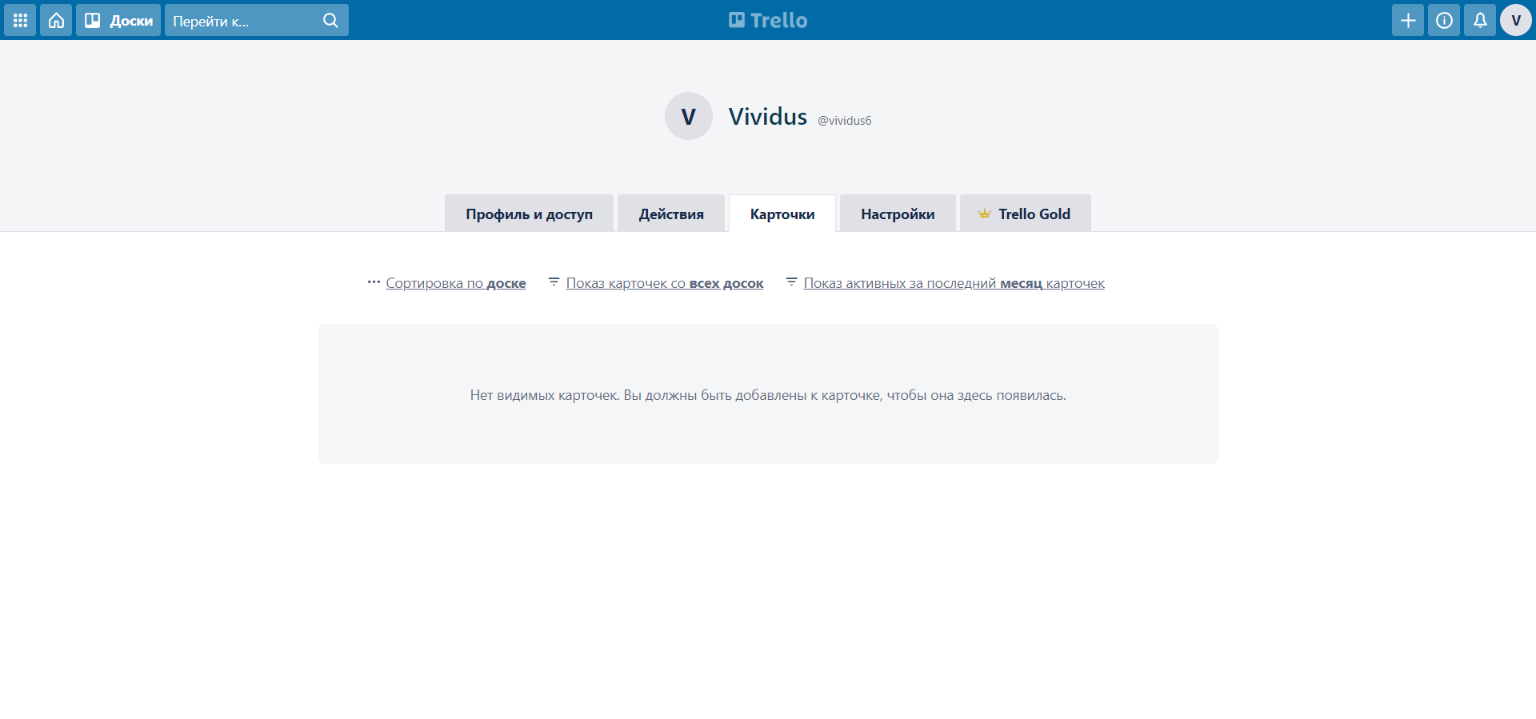 Доски Перейти к... Trello V
V Vividus @vividus6
Профиль и доступ Действия Карточки Настройки Trello Gold
Сортировка по доске Показ карточек со всех досок Показ активных за последний месяц карточек
Нет видимых карточек. Вы должны быть добавлены к карточке, чтобы она здесь появилась.